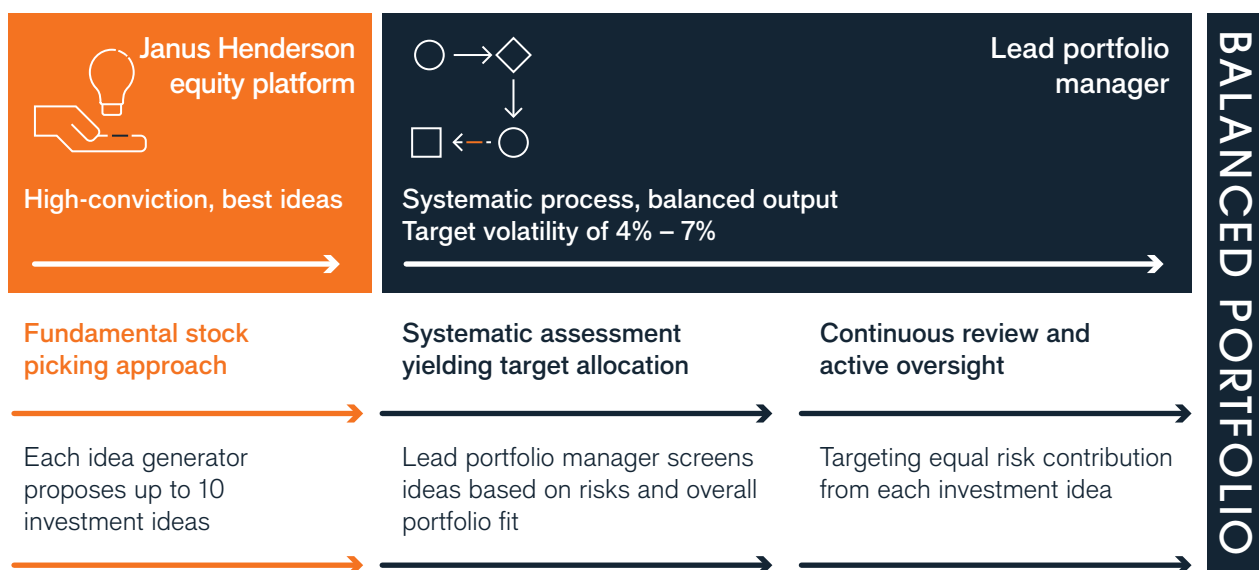 Janus Henderson
equity platform
High-conviction, best ideas
Lead portfolio
manager
Systematic process, balanced output
Target volatility of 4% – 7%
Fundamental stock
picking approach
Systematic assessment
yielding target allocation
Continuous review and
active oversight
Each idea generator
proposes up to 10
investment ideas
Lead portfolio manager screens
ideas based on risks and overall
portfolio fit
Targeting equal risk contribution
from each investment idea
BALANCED PORTFOLIO